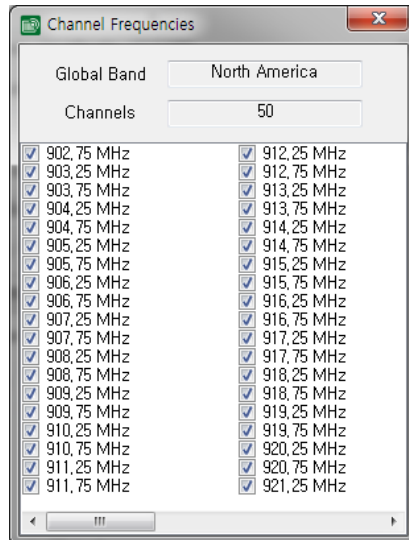 Channel Frequencies
Global Band North America
Channels 50
902,75 MHz 912,25 MHz
903,25 MHz 912,75 MHz
903,75 MHz 913,25 MHz
904,25 MHz 913,75 MHz
904,75 MHz 914,25 MHz
905,25 MHz 914,75 MHz
905,75 MHz 915,25 MHz
906,25 MHz 915,75 MHz
906,75 MHz 916,25 MHz
907,25 MHz 916,75 MHz
907,75 MHz 917,25 MHz
908,25 MHz 917,75 MHz
908,75 MHz 918,25 MHz
909,25 MHz 918,75 MHz
909,75 MHz 919,25 MHz
910,25 MHz 919,75 MHz
910,75 MHz 920,25 MHz
911,25 MHz 920,75 MHz
911,75 MHz 921,25 MHz